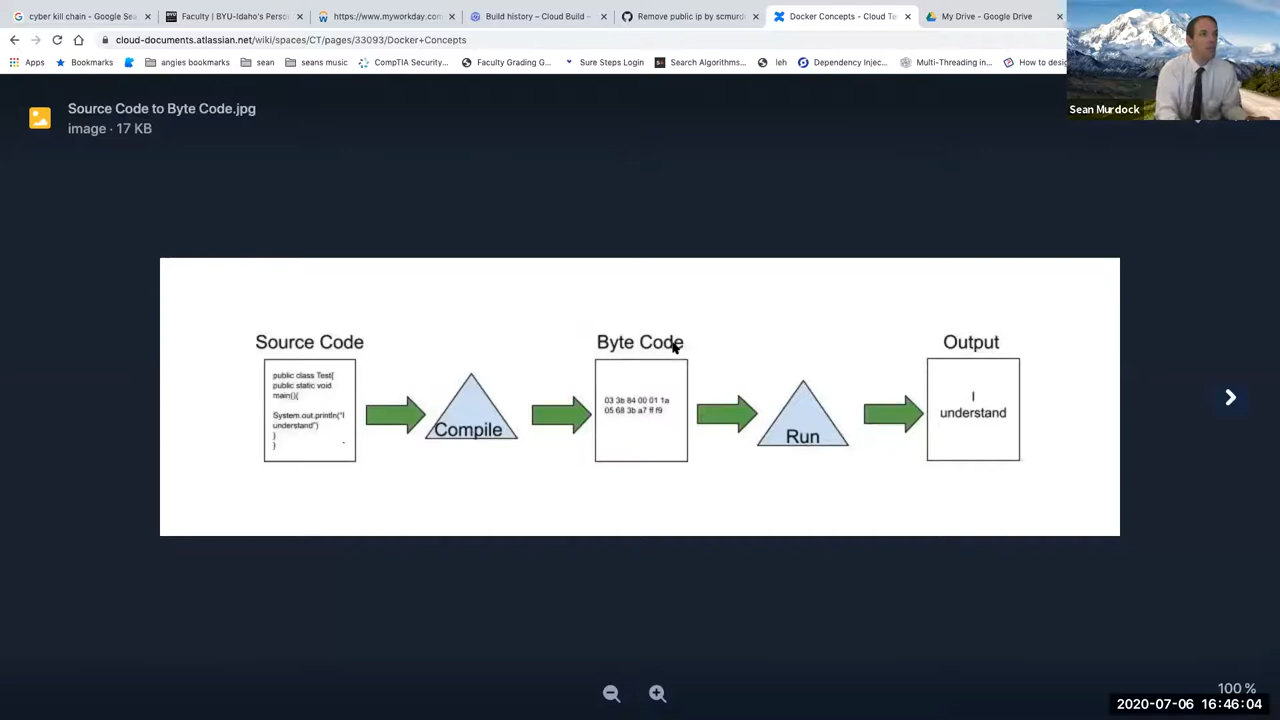 cyber kill chain - Google Sea
Faculty | BYU-Idaho's Perso
https://www.myworkday.com
Build history – Cloud Build –
Remove public ip by scmurd
Docker Concepts - Cloud Te
My Drive - Google Drive
cloud-documents.atlassian.net/wiki/spaces/CT/pages/33093/Docker+Concepts
Apps
Bookmarks
angies bookmarks
sean
seans music
CompTIA Security...
Faculty Grading G...
Sure Steps Login
Search Algorithms...
leh
Dependency Injec...
Multi-Threading in...
How to desig
Sean Murdock
Source Code to Byte Code.jpg
image · 17 KB
Source Code
public class Test{
public static void
main(){
System.out.println("I
understand")
}
}
Compile
Byte Code
03 3b 84 00 01 1a
05 68 3b a7 ff f9
Run
Output
I
understand
100 %
2020-07-06 16:46:04